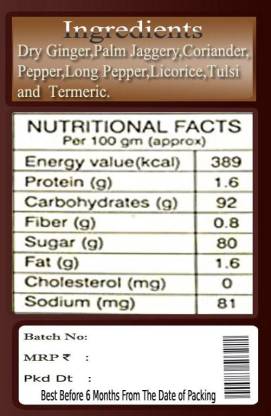 Ingredients
Dry Ginger,Palm Jaggery,Coriander,
Pepper,Long Pepper,Licorice,Tulsi
and Termeric.
NUTRITIONAL FACTS
Per 100 gm (approx)
Energy value(kcal) 389
Protein (g) 1.6
Carbohydrates (g) 92
Fiber (g) 0.8
Sugar (g) 80
Fat (g) 1.6
Cholesterol (mg) 0
Sodium (mg) 81
Batch No:
MRP ₹ :
Pkd Dt :
Best Before 6 Months From The Date of Packing